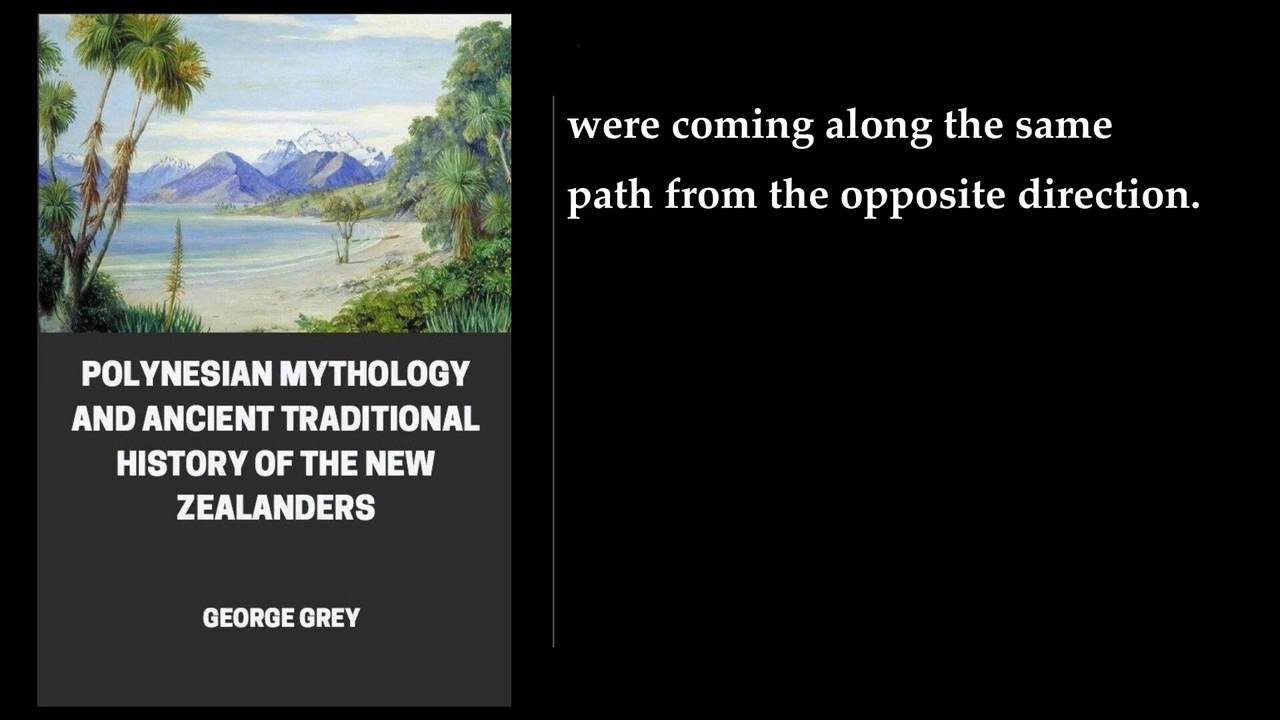 were coming along the same
path from the opposite direction.
POLYNESIAN MYTHOLOGY
AND ANCIENT TRADITIONAL
HISTORY OF THE NEW
ZEALANDERS
GEORGE GREY